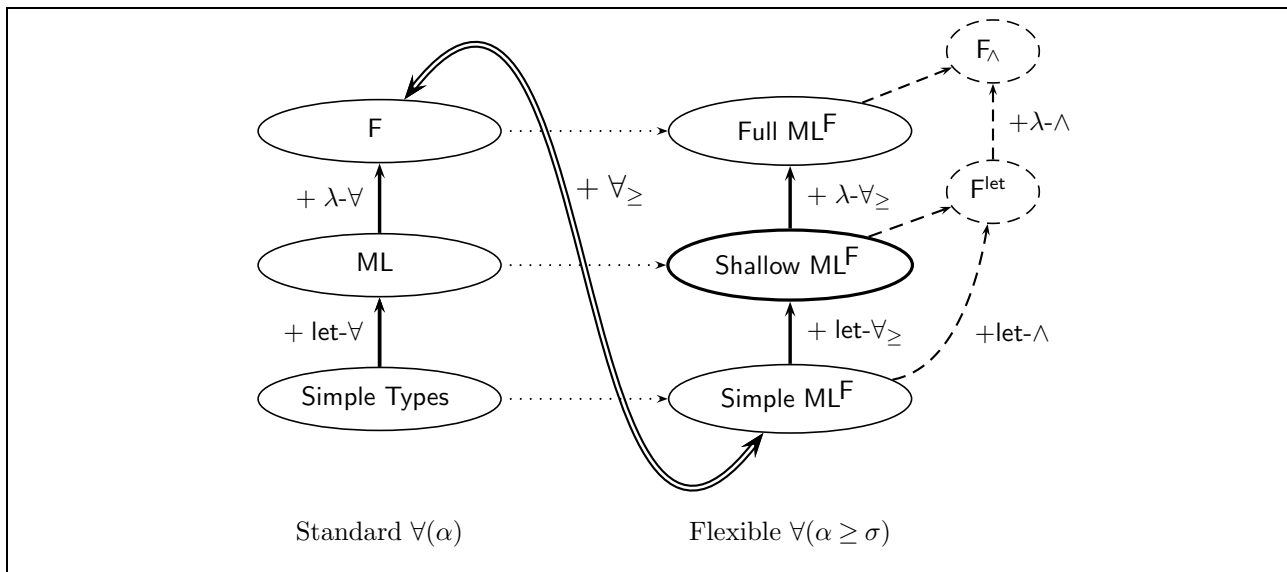 F∧
F
Full MLF
+λ-∧
+ λ-∀
+ ∀≥
+ λ-∀≥
Flet
ML
Shallow MLF
+ let-∀
+ let-∀≥
+let-∧
Simple Types
Simple MLF
Standard ∀(α)
Flexible ∀(α ≥ σ)